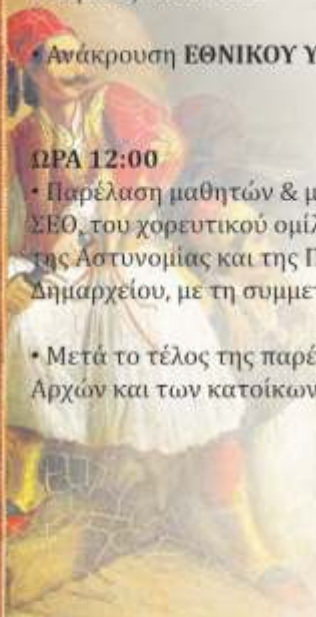 • Ανάκρουση ΕΘΝΙΚΟΥ Υ
ΩΡΑ 12:00
• Παρέλαση μαθητών & μ
ΣΕΟ, του χορευτικού ομίλ
της Αστυνομίας και της Π
Δημαρχείου, με τη συμμετ
• Μετά το τέλος της παρέ
Αρχών και των κατοίκων